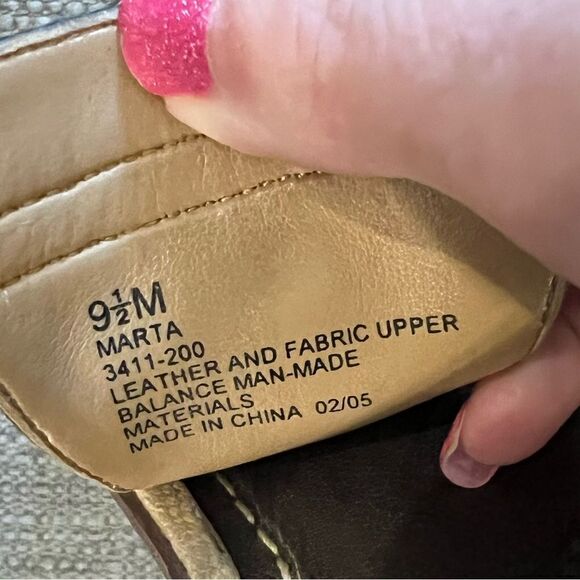 9½M
MARTA
3411-200
LEATHER AND FABRIC UPPER
BALANCE MAN-MADE
MATERIALS
MADE IN CHINA 02/05